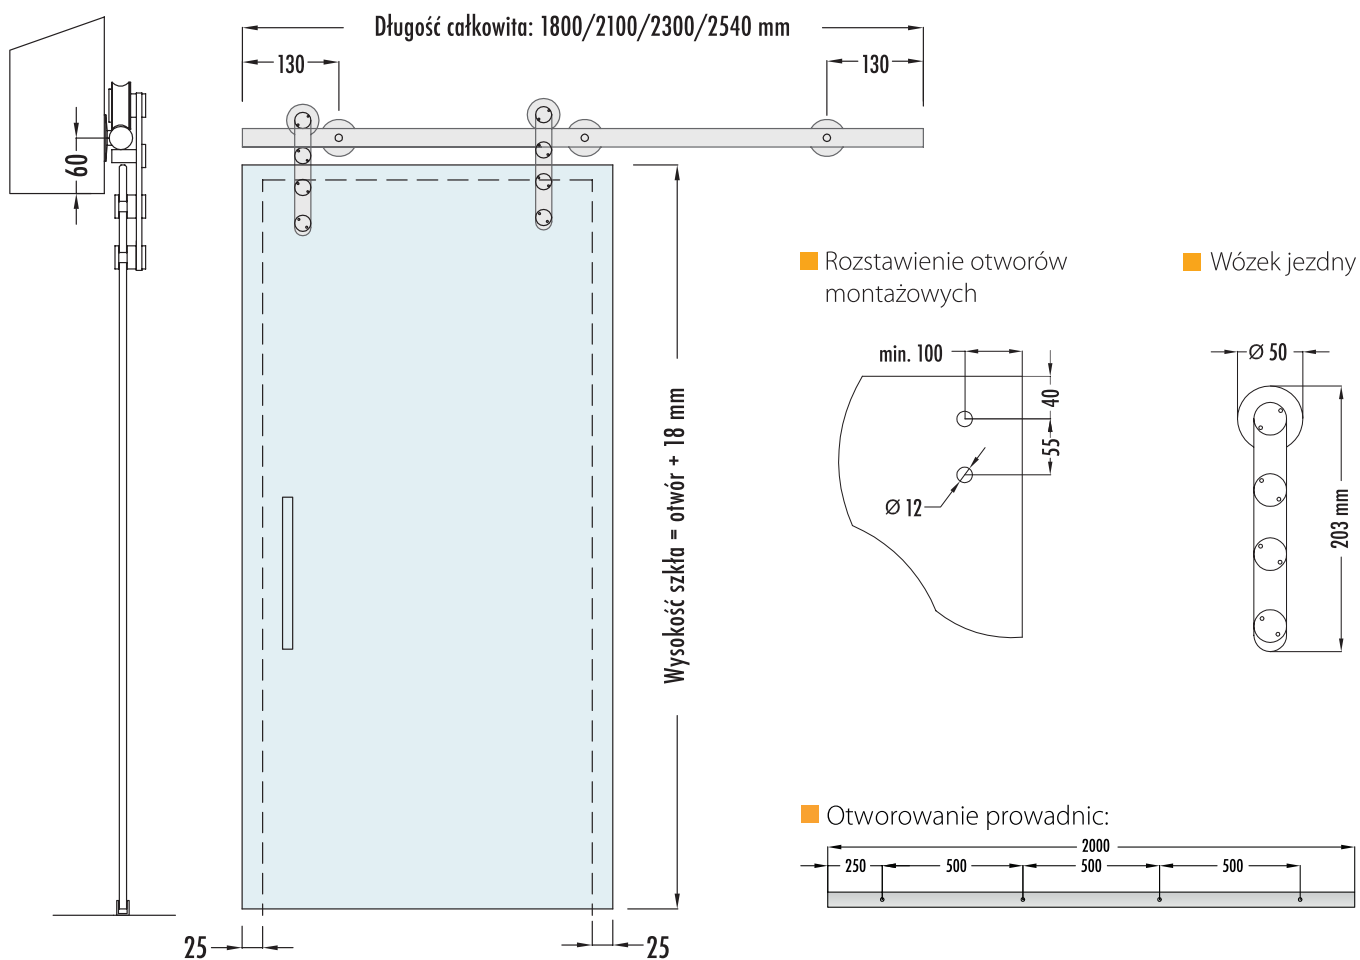 Długość całkowita: 1800/2100/2300/2540 mm
130
130
60
Wysokość szkła = otwór + 18 mm
25
25
Rozstawienie otworów
montażowych
min. 100
40
55
Ø 12
Wózek jezdny
Ø 50
203 mm
Otworowanie prowadnic:
2000
250
500
500
500